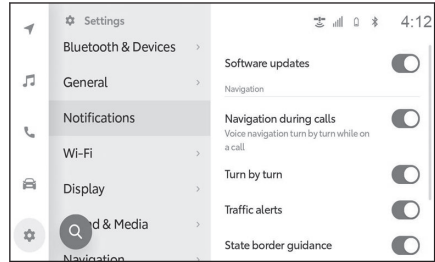 Settings
4:12
Bluetooth & Devices
General
Notifications
Wi-Fi
Display
d & Media
Navigation
Software updates
Navigation
Navigation during calls
Voice navigation turn by turn while on
a call
Turn by turn
Traffic alerts
State border guidance